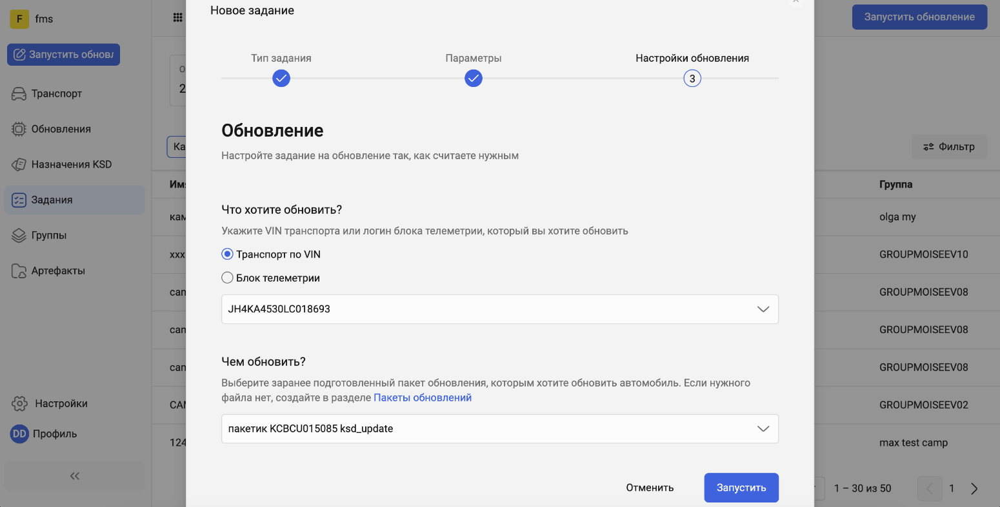 F fms
Запустить обновл
Транспорт
Обновления
Назначения KSD
Задания
Группы
Артефакты
Настройки
DD Профиль
Новое задание
Тип задания
Параметры
Настройки обновления
3
Обновление
Настройте задание на обновление так, как считаете нужным
Что хотите обновить?
Укажите VIN транспорта или логин блока телеметрии, который вы хотите обновить
Транспорт по VIN
Блок телеметрии
JH4KA4530LC018693
Чем обновить?
Выберите заранее подготовленный пакет обновления, которым хотите обновить автомобиль. Если нужного
файла нет, создайте в разделе Пакеты обновлений
пакетик KCBCU015085 ksd_update
Отменить
Запустить
Запустить обновление
О
2
Ка
Фильтр
Имя
Группа
кам
olga my
xxx
GROUPMOISEEV10
cam
GROUPMOISEEV08
cam
GROUPMOISEEV08
cam
GROUPMOISEEV08
CAM
GROUPMOISEEV02
124
max test camp
1 – 30 из 50
1